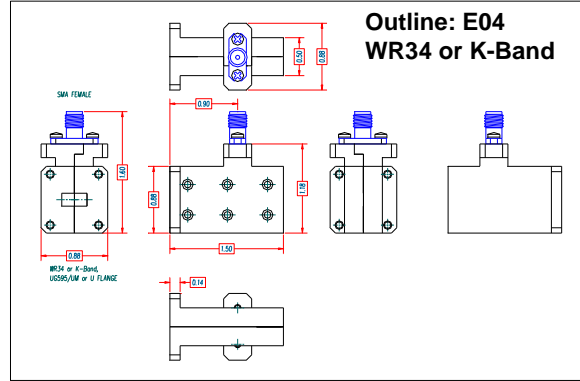 Outline: E04
WR34 or K-Band
0.50
0.88
SMA FEMALE
0.90
1.60
0.88
1.18
0.88
1.50
WR34 or K-Band,
UG595/UM or U FLANGE
0.14